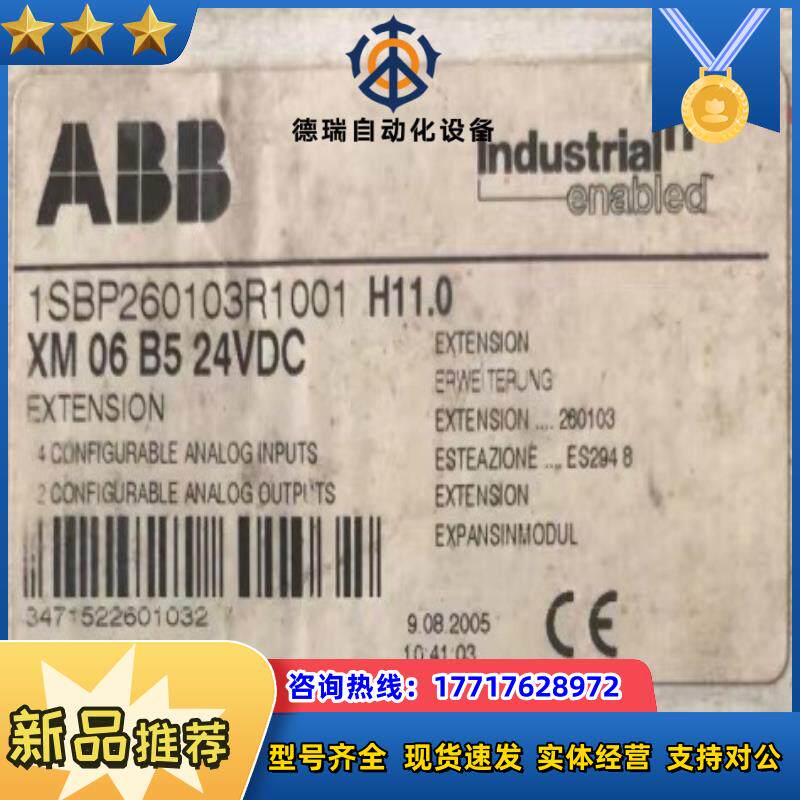 德瑞自动化设备
ABB
Industrial IT
enabled
1SBP260103R1001 H11.0
XM 06 B5 24VDC
EXTENSION
4 CONFIGURABLE ANALOG INPUTS
2 CONFIGURABLE ANALOG OUTPUTS
3471522601032
EXTENSION
ERWEITERUNG
EXTENSION .... 260103
ESTEAZIONE .... ES294 8
EXTENSION
EXPANSINMODUL
9.08.2005
10:41:03
CE
咨询热线：17717628972
新品推荐
型号齐全 现货速发 实体经营 支持对公